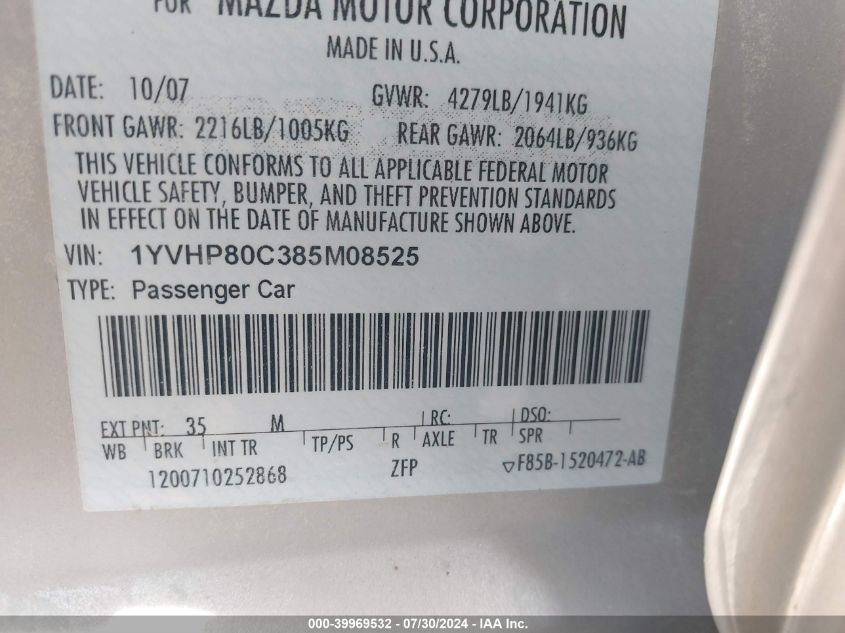 FOR MAZDA MOTOR CORPORATION
MADE IN U.S.A.
DATE: 10/07 GVWR: 4279LB/1941KG
FRONT GAWR: 2216LB/1005KG REAR GAWR: 2064LB/936KG
THIS VEHICLE CONFORMS TO ALL APPLICABLE FEDERAL MOTOR
VEHICLE SAFETY, BUMPER, AND THEFT PREVENTION STANDARDS
IN EFFECT ON THE DATE OF MANUFACTURE SHOWN ABOVE.
VIN: 1YVHP80C385M08525
TYPE: Passenger Car
EXT PNT: 35 M RC: DSO:
WB BRK INT TR TP/PS R AXLE TR SPR
1200710252868 ZFP ▽F85B-1520472-AB
000-39969532 - 07/30/2024 - IAA Inc.